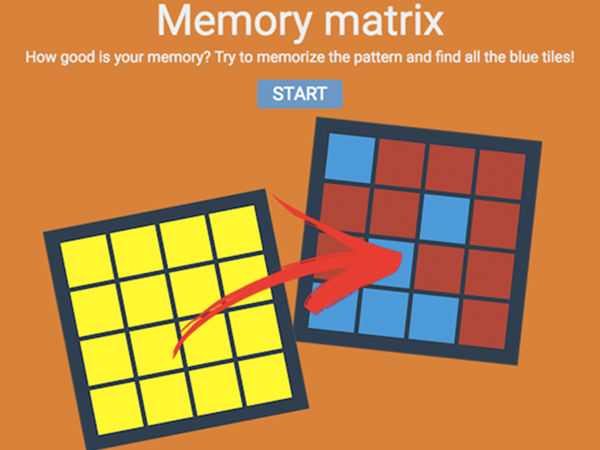 Memory matrix
How good is your memory? Try to memorize the pattern and find all the blue tiles!
START